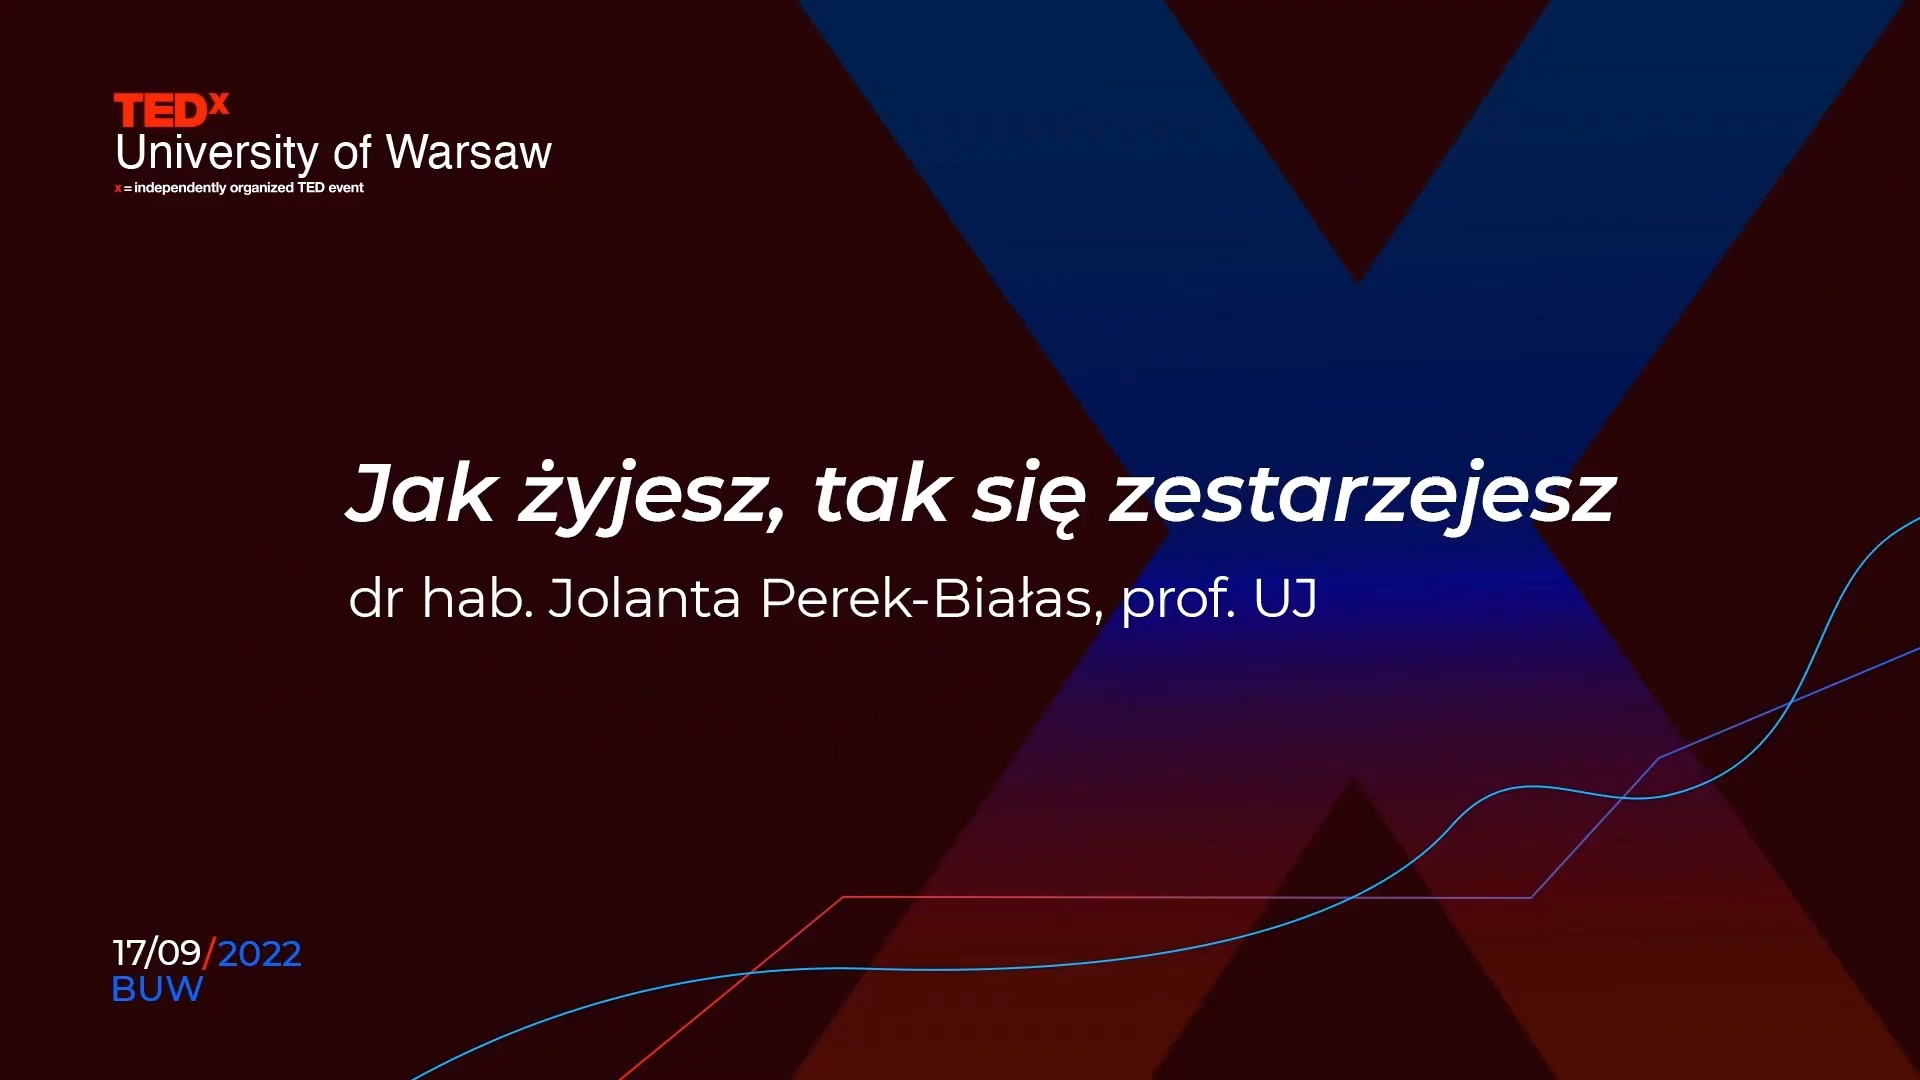 TEDx
University of Warsaw
x = independently organized TED event
Jak żyjesz, tak się zestarzejesz
dr hab. Jolanta Perek-Białas, prof. UJ
17/09/2022
BUW